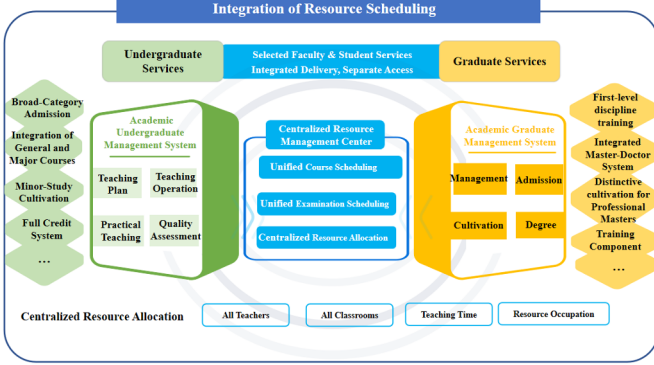 Integration of Resource Scheduling
Undergraduate
Services
Selected Faculty & Student Services
Integrated Delivery, Separate Access
Graduate Services
Broad-Category
Admission
Integration of
General and
Major Courses
Minor-Study
Cultivation
Full Credit
System
...
Academic
Undergraduate
Management System
Teaching
Plan
Teaching
Operation
Practical
Teaching
Quality
Assessment
Centralized Resource
Management Center
Unified Course Scheduling
Unified Examination Scheduling
Centralized Resource Allocation
Academic Graduate
Management System
Management
Admission
Cultivation
Degree
First-level
discipline
training
Integrated
Master-Doctor
System
Distinctive
cultivation for
Professional
Masters
Training
Component
...
Centralized Resource Allocation
All Teachers
All Classrooms
Teaching Time
Resource Occupation